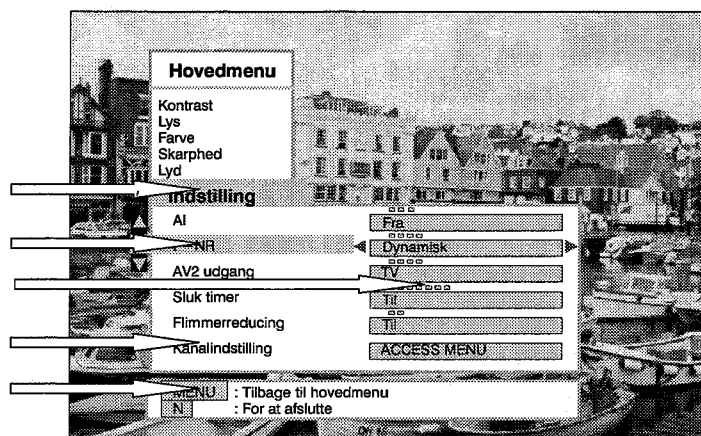 Hovedmenu
Kontrast
Lys
Farve
Skarphed
Lyd
Indstilling
AI Fra
NR Dynamisk
AV2 udgang TV
Sluk timer
Flimmerreducing Til
Kanalindstilling ACCESS MENU
MENU : Tilbage til hovedmenu
N : For at afslutte